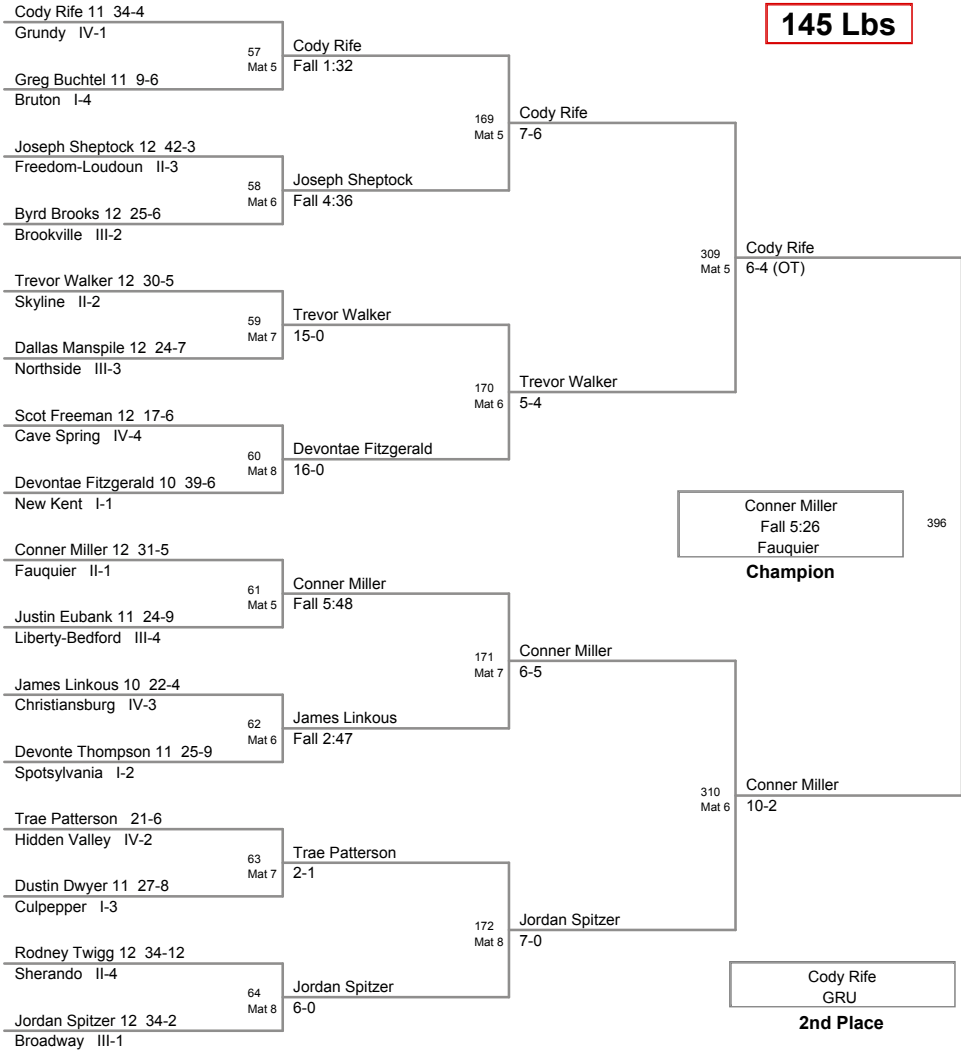 145 Lbs
Cody Rife 11 34-4
Grundy IV-1
57
Mat 5
Cody Rife
Fall 1:32
Greg Buchtel 11 9-6
Bruton I-4
169
Mat 5
Cody Rife
7-6
Joseph Sheptock 12 42-3
Freedom-Loudoun II-3
58
Mat 6
Joseph Sheptock
Fall 4:36
Byrd Brooks 12 25-6
Brookville III-2
309
Mat 5
Cody Rife
6-4 (OT)
Trevor Walker 12 30-5
Skyline II-2
59
Mat 7
Trevor Walker
15-0
Dallas Manspile 12 24-7
Northside III-3
170
Mat 6
Trevor Walker
5-4
Scot Freeman 12 17-6
Cave Spring IV-4
60
Mat 8
Devontae Fitzgerald
16-0
Devontae Fitzgerald 10 39-6
New Kent I-1
Conner Miller
Fall 5:26
Fauquier
Champion
396
Conner Miller 12 31-5
Fauquier II-1
61
Mat 5
Conner Miller
Fall 5:48
Justin Eubank 11 24-9
Liberty-Bedford III-4
171
Mat 7
Conner Miller
6-5
James Linkous 10 22-4
Christiansburg IV-3
62
Mat 6
James Linkous
Fall 2:47
Devonte Thompson 11 25-9
Spotsylvania I-2
310
Mat 6
Conner Miller
10-2
Trae Patterson 21-6
Hidden Valley IV-2
63
Mat 7
Trae Patterson
2-1
Dustin Dwyer 11 27-8
Culpepper I-3
172
Mat 8
Jordan Spitzer
7-0
Rodney Twigg 12 34-12
Sherando II-4
64
Mat 8
Jordan Spitzer
6-0
Jordan Spitzer 12 34-2
Broadway III-1
Cody Rife
GRU
2nd Place